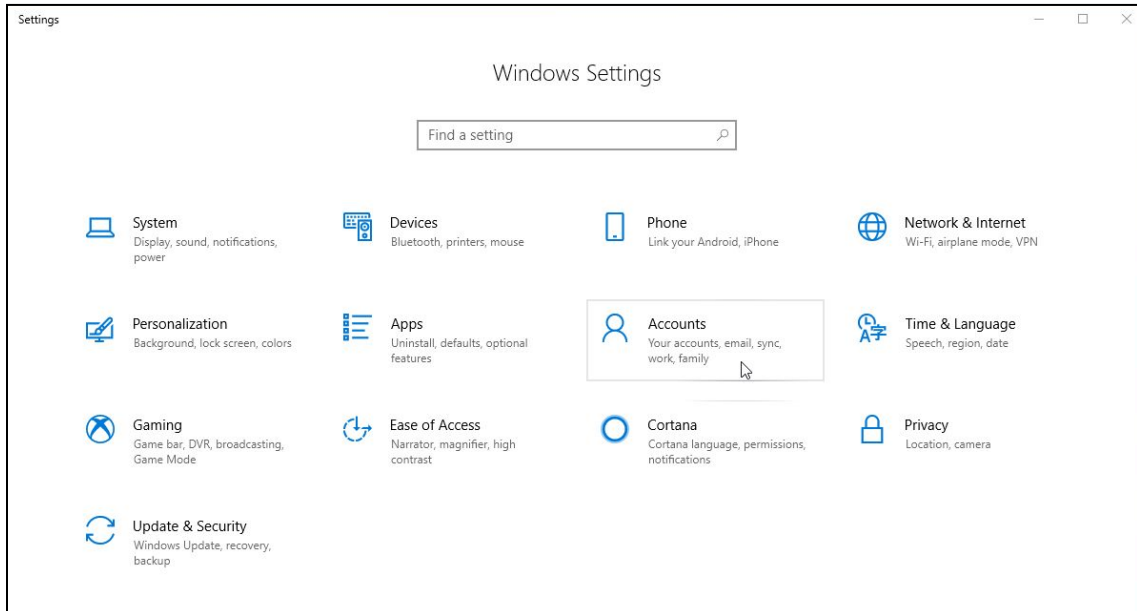 Settings
Windows Settings
Find a setting
System
Display, sound, notifications,
power
Devices
Bluetooth, printers, mouse
Phone
Link your Android, iPhone
Network & Internet
Wi-Fi, airplane mode, VPN
Personalization
Background, lock screen, colors
Apps
Uninstall, defaults, optional
features
Accounts
Your accounts, email, sync,
work, family
Time & Language
Speech, region, date
Gaming
Game bar, DVR, broadcasting,
Game Mode
Ease of Access
Narrator, magnifier, high
contrast
Cortana
Cortana language, permissions,
notifications
Privacy
Location, camera
Update & Security
Windows Update, recovery,
backup